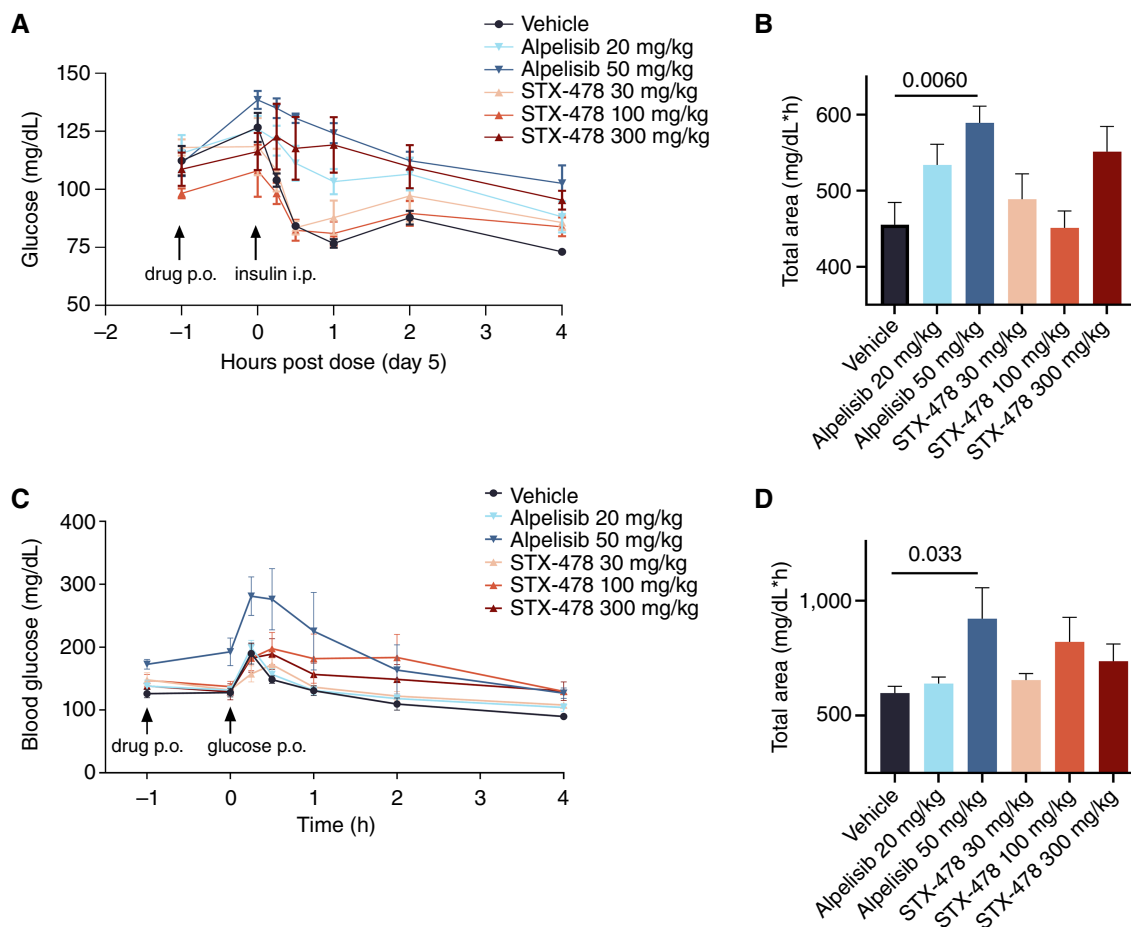 A
Vehicle
Alpelisib 20 mg/kg
Alpelisib 50 mg/kg
STX-478 30 mg/kg
STX-478 100 mg/kg
STX-478 300 mg/kg
Glucose (mg/dL)
150
125
100
75
50
drug p.o.
insulin i.p.
–2
–1
0
1
2
3
4
Hours post dose (day 5)
B
0.0060
Total area (mg/dL*h)
600
500
400
Vehicle
Alpelisib 20 mg/kg
Alpelisib 50 mg/kg
STX-478 30 mg/kg
STX-478 100 mg/kg
STX-478 300 mg/kg
C
Vehicle
Alpelisib 20 mg/kg
Alpelisib 50 mg/kg
STX-478 30 mg/kg
STX-478 100 mg/kg
STX-478 300 mg/kg
Blood glucose (mg/dL)
400
300
200
100
0
drug p.o.
glucose p.o.
–1
0
1
2
4
Time (h)
D
0.033
Total area (mg/dL*h)
1,000
500
Vehicle
Alpelisib 20 mg/kg
Alpelisib 50 mg/kg
STX-478 30 mg/kg
STX-478 100 mg/kg
STX-478 300 mg/kg